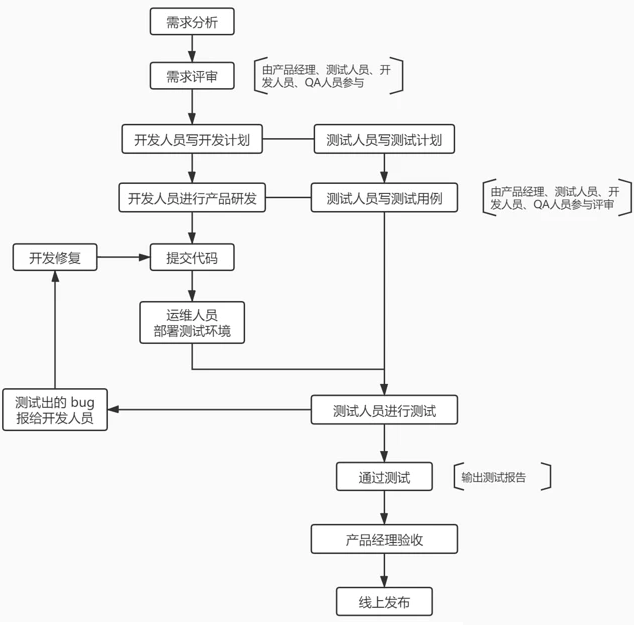 需求分析
需求评审
由产品经理、测试人员、开
发人员、QA人员参与
开发人员写开发计划
测试人员写测试计划
开发人员进行产品研发
测试人员写测试用例
由产品经理、测试人员、开
发人员、QA人员参与评审
开发修复
提交代码
运维人员
部署测试环境
测试出的 bug
报给开发人员
测试人员进行测试
通过测试
输出测试报告
产品经理验收
线上发布